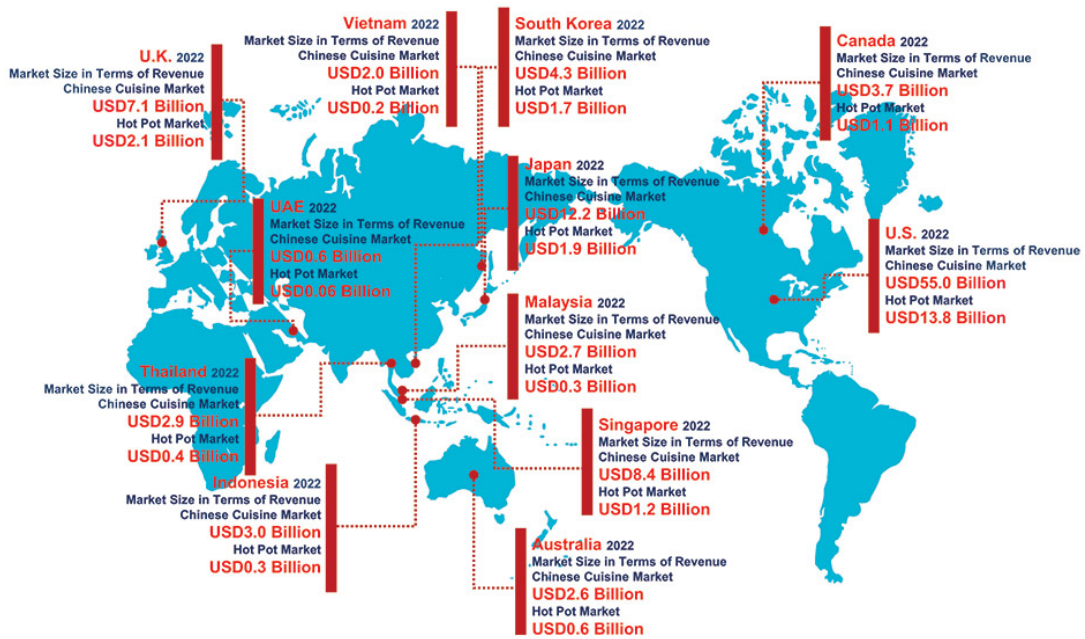 Vietnam 2022
Market Size in Terms of Revenue
Chinese Cuisine Market
USD2.0 Billion
Hot Pot Market
USD0.2 Billion
South Korea 2022
Market Size in Terms of Revenue
Chinese Cuisine Market
USD4.3 Billion
Hot Pot Market
USD1.7 Billion
Canada 2022
Market Size in Terms of Revenue
Chinese Cuisine Market
USD3.7 Billion
Hot Pot Market
USD1.1 Billion
U.K. 2022
Market Size in Terms of Revenue
Chinese Cuisine Market
USD7.1 Billion
Hot Pot Market
USD2.1 Billion
Japan 2022
Market Size in Terms of Revenue
Chinese Cuisine Market
USD12.2 Billion
Hot Pot Market
USD1.9 Billion
UAE 2022
Market Size in Terms of Revenue
Chinese Cuisine Market
USD0.6 Billion
Hot Pot Market
USD0.06 Billion
U.S. 2022
Market Size in Terms of Revenue
Chinese Cuisine Market
USD55.0 Billion
Hot Pot Market
USD13.8 Billion
Malaysia 2022
Market Size in Terms of Revenue
Chinese Cuisine Market
USD2.7 Billion
Hot Pot Market
USD0.3 Billion
Thailand 2022
Market Size in Terms of Revenue
Chinese Cuisine Market
USD2.9 Billion
Hot Pot Market
USD0.4 Billion
Singapore 2022
Market Size in Terms of Revenue
Chinese Cuisine Market
USD8.4 Billion
Hot Pot Market
USD1.2 Billion
Indonesia 2022
Market Size in Terms of Revenue
Chinese Cuisine Market
USD3.0 Billion
Hot Pot Market
USD0.3 Billion
Australia 2022
Market Size in Terms of Revenue
Chinese Cuisine Market
USD2.6 Billion
Hot Pot Market
USD0.6 Billion